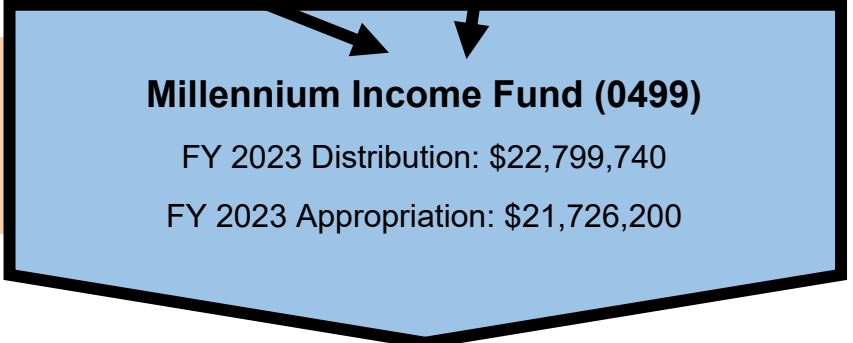 Millennium Income Fund (0499)
FY 2023 Distribution: $22,799,740
FY 2023 Appropriation: $21,726,200